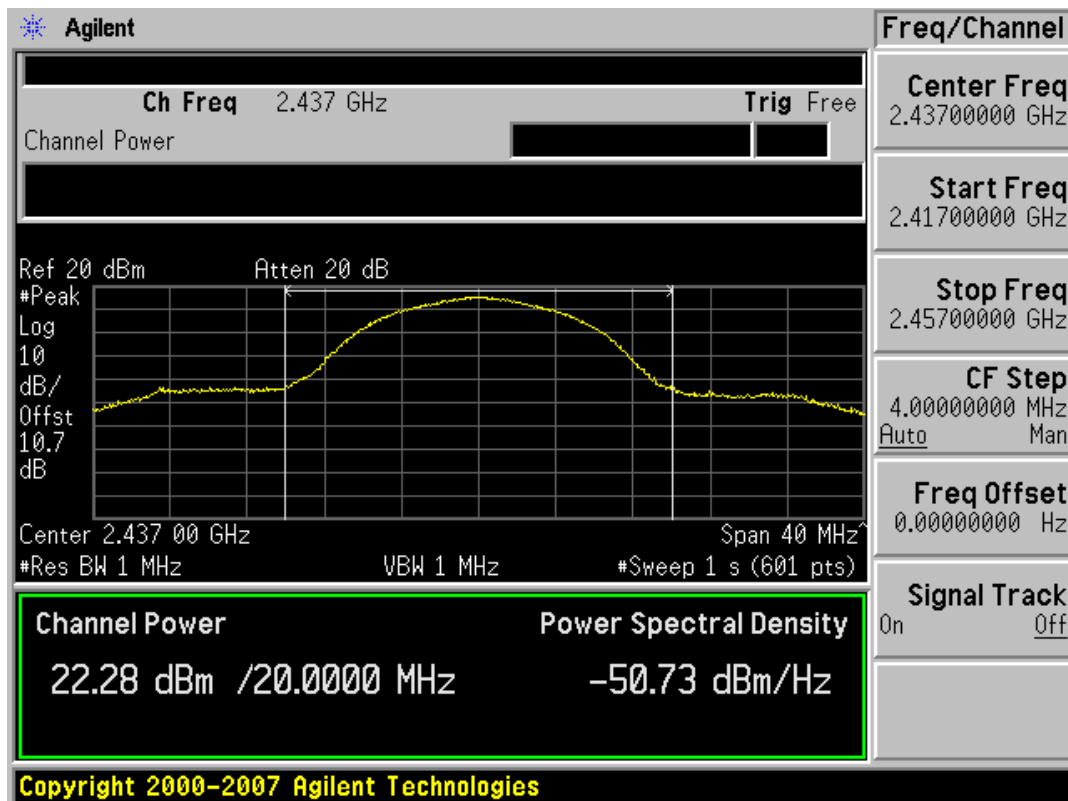 Agilent
Freq/Channel
Ch Freq 2.437 GHz Trig Free
Channel Power
Center Freq
2.43700000 GHz
Start Freq
2.41700000 GHz
Stop Freq
2.45700000 GHz
CF Step
4.00000000 MHz
Auto Man
Freq Offset
0.00000000 Hz
Signal Track
On Off
Ref 20 dBm Atten 20 dB
#Peak
Log
10
dB/
Offst
10.7
dB
Center 2.437 00 GHz Span 40 MHz^
#Res BW 1 MHz VBW 1 MHz #Sweep 1 s (601 pts)
Channel Power Power Spectral Density
22.28 dBm /20.0000 MHz -50.73 dBm/Hz
Copyright 2000-2007 Agilent Technologies